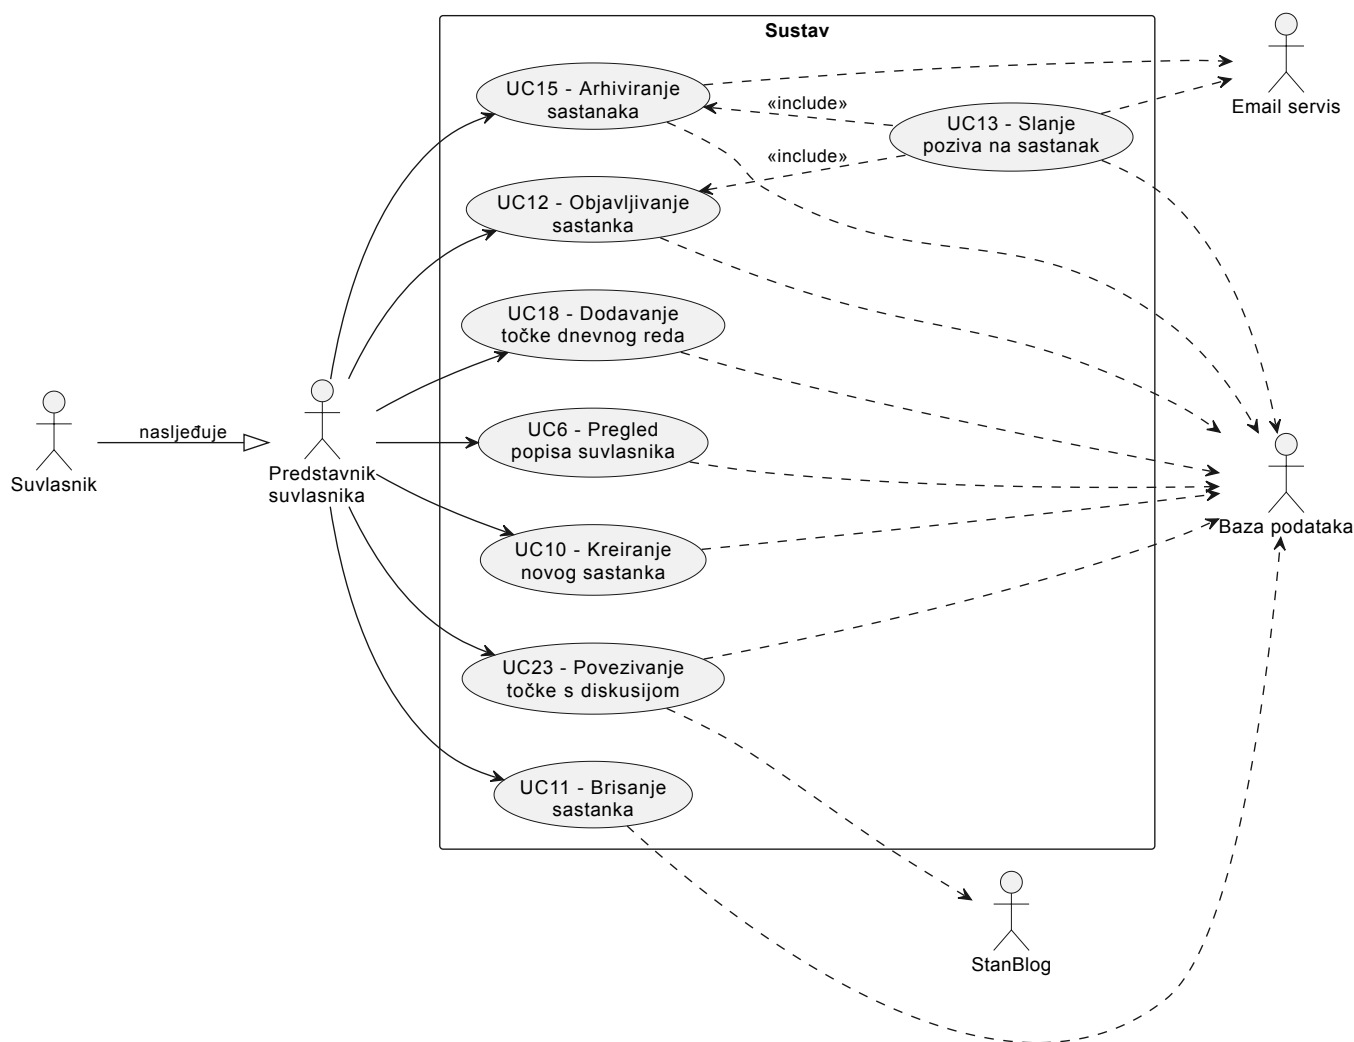 Sustav
UC15 - Arhiviranje
sastanaka
«include»
UC13 - Slanje
poziva na sastanak
Email servis
«include»
UC12 - Objavljivanje
sastanka
UC18 - Dodavanje
točke dnevnog reda
nasljeđuje
Suvlasnik
Predstavnik
suvlasnika
UC6 - Pregled
popisa suvlasnika
Baza podataka
UC10 - Kreiranje
novog sastanka
UC23 - Povezivanje
točke s diskusijom
UC11 - Brisanje
sastanka
StanBlog